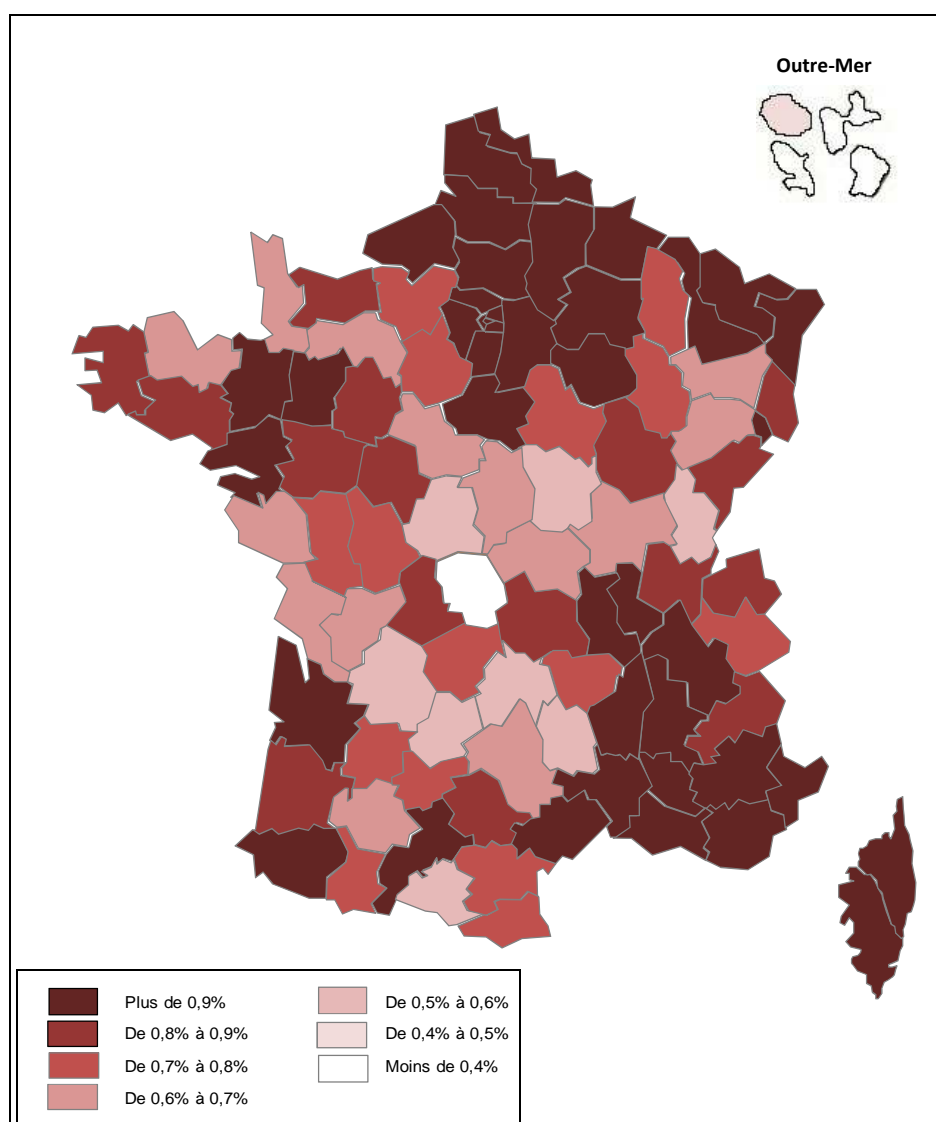 Outre-Mer
Plus de 0,9%
De 0,8% à 0,9%
De 0,7% à 0,8%
De 0,6% à 0,7%
De 0,5% à 0,6%
De 0,4% à 0,5%
Moins de 0,4%